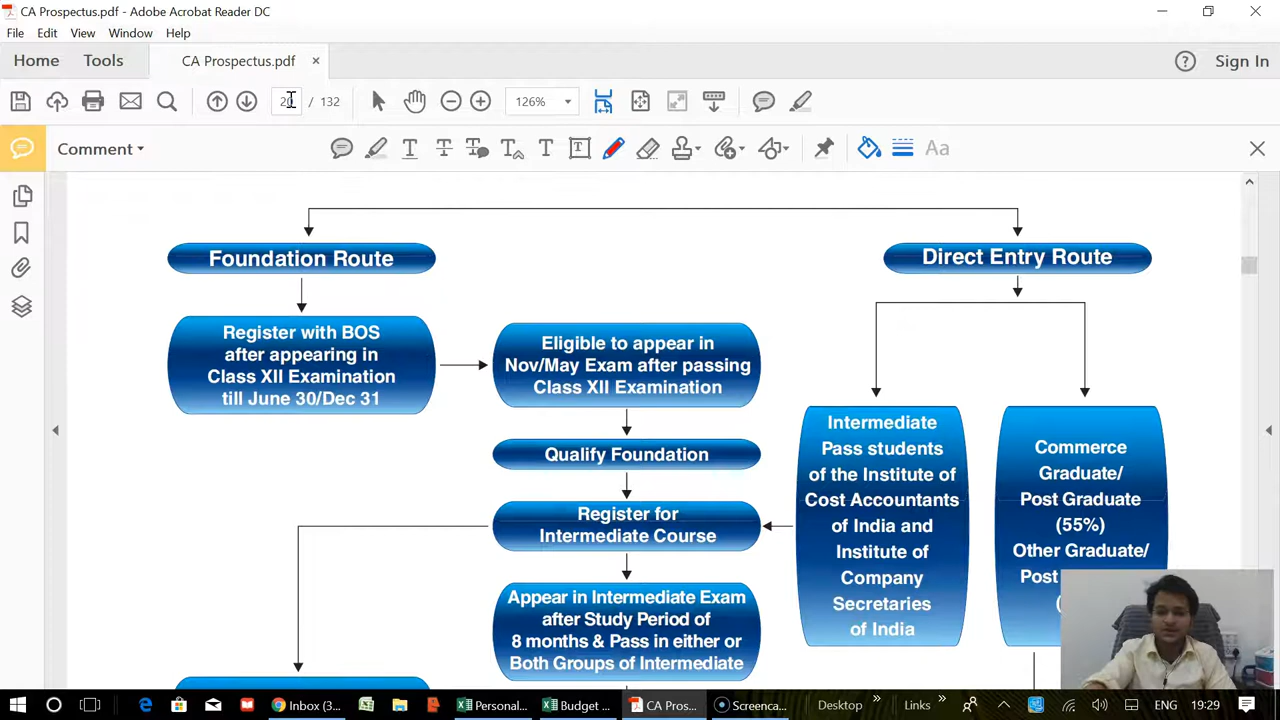 CA Prospectus.pdf - Adobe Acrobat Reader DC
File Edit View Window Help
Home Tools CA Prospectus.pdf × Sign In
20 / 132 126%
Comment
Foundation Route
Direct Entry Route
Register with BOS
after appearing in
Class XII Examination
till June 30/Dec 31
Eligible to appear in
Nov/May Exam after passing
Class XII Examination
Qualify Foundation
Register for
Intermediate Course
Appear in Intermediate Exam
after Study Period of
8 months & Pass in either or
Both Groups of Intermediate
Intermediate
Pass students
of the Institute of
Cost Accountants
of India and
Institute of
Company
Secretaries
of India
Commerce
Graduate/
Post Graduate
(55%)
Other Graduate/
Post
Inbox (3... Personal... Budget ... CA Pros... Screenca... Desktop Links ENG 19:29